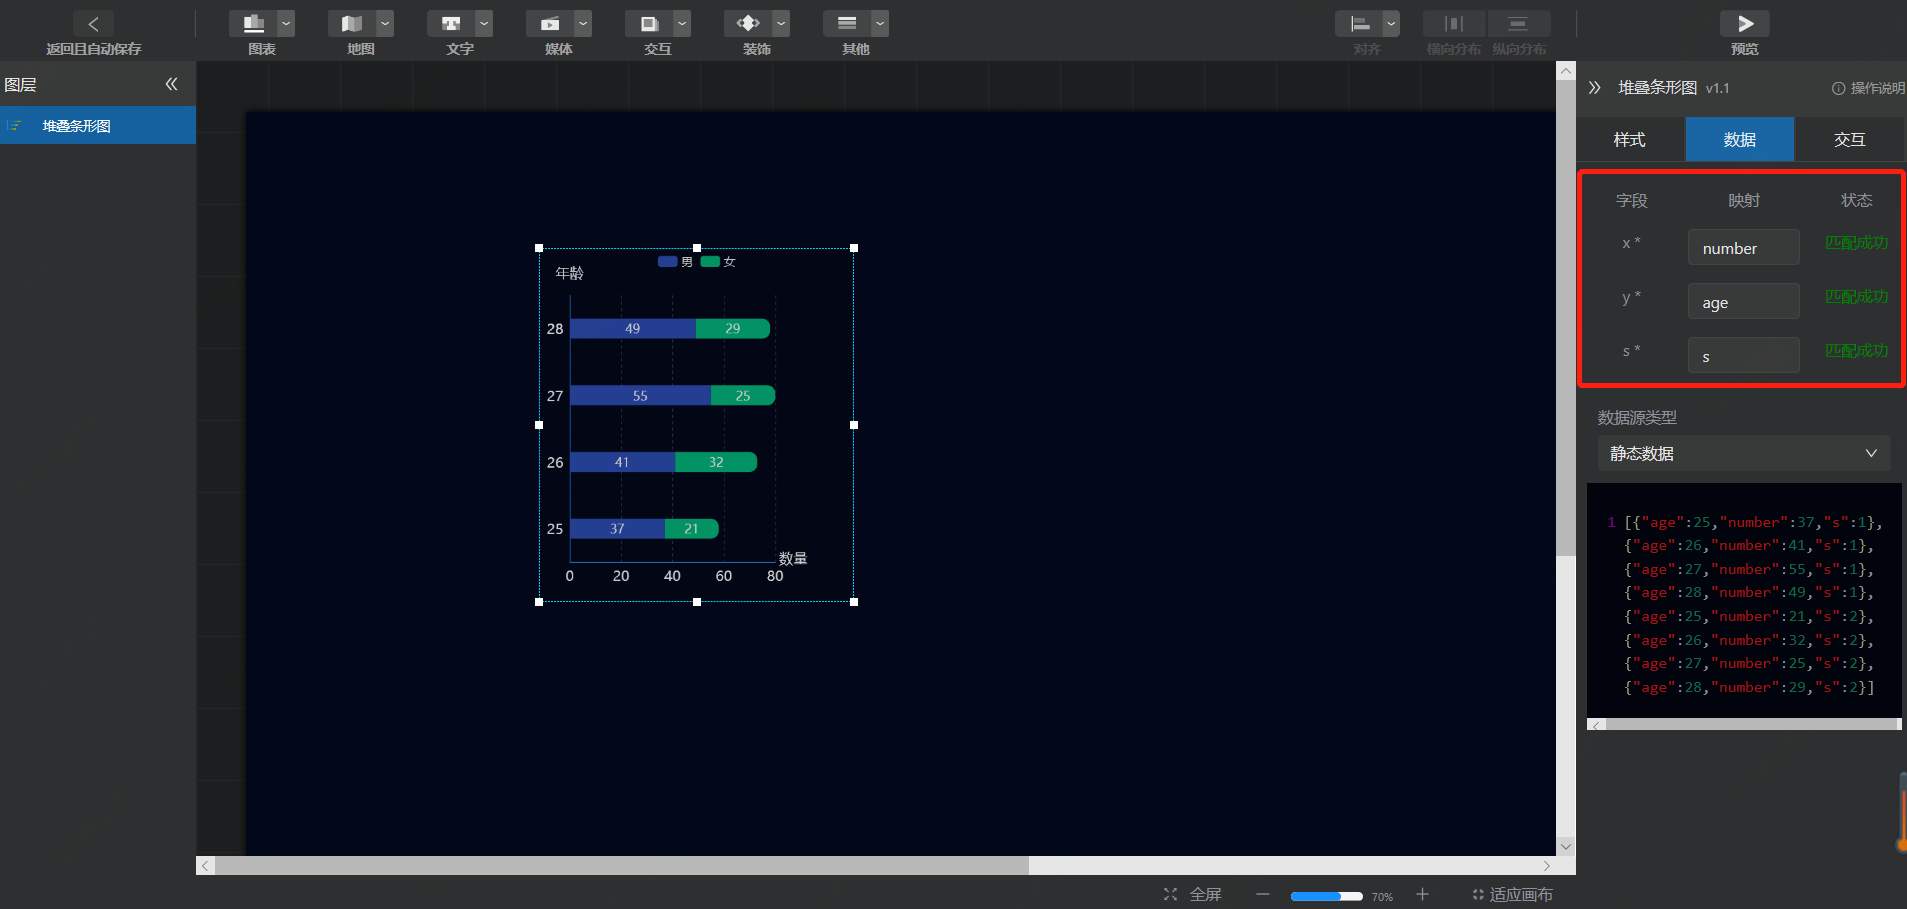 返回且自动保存
图表
地图
文字
媒体
交互
装饰
其他
对齐
横向分布
纵向分布
预览
图层
堆叠条形图
年龄
男 女
28 49 29
27 55 25
26 41 32
25 37 21
数量
0 20 40 60 80
堆叠条形图 v1.1
操作说明
样式 数据 交互
字段 映射 状态
x * number 匹配成功
y * age 匹配成功
s * s 匹配成功
数据源类型
静态数据
1 [{"age":25,"number":37,"s":1},
{"age":26,"number":41,"s":1},
{"age":27,"number":55,"s":1},
{"age":28,"number":49,"s":1},
{"age":25,"number":21,"s":2},
{"age":26,"number":32,"s":2},
{"age":27,"number":25,"s":2},
{"age":28,"number":29,"s":2}]
全屏 70% 适应画布